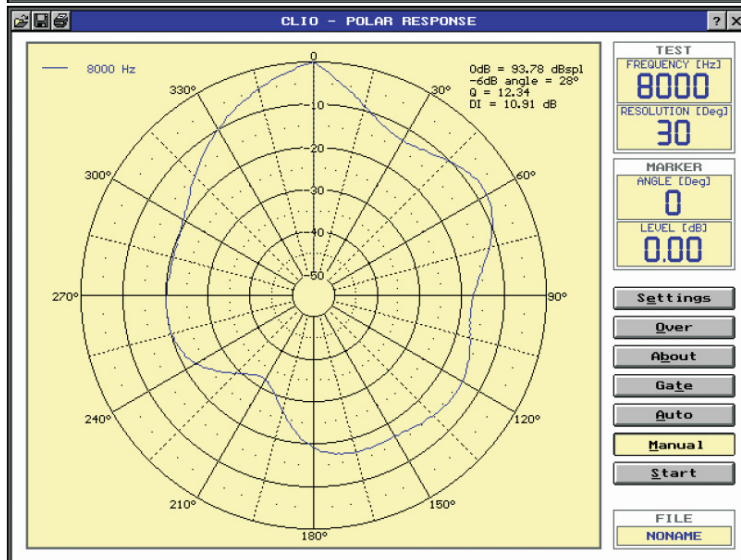 CLIO - POLAR RESPONSE
? X
8000 Hz
0dB = 93.78 dBspl
-6dB angle = 28°
Q = 12.34
DI = 10.91 dB
0
330°
30°
-10
-20
300°
60°
-30
-40
-50
270°
90°
240°
120°
210°
150°
180°
TEST
FREQUENCY [Hz]
8000
RESOLUTION [Deg]
30
MARKER
ANGLE [Deg]
0
LEVEL [dB]
0.00
Settings
Over
About
Gate
Auto
Manual
Start
FILE
NONAME